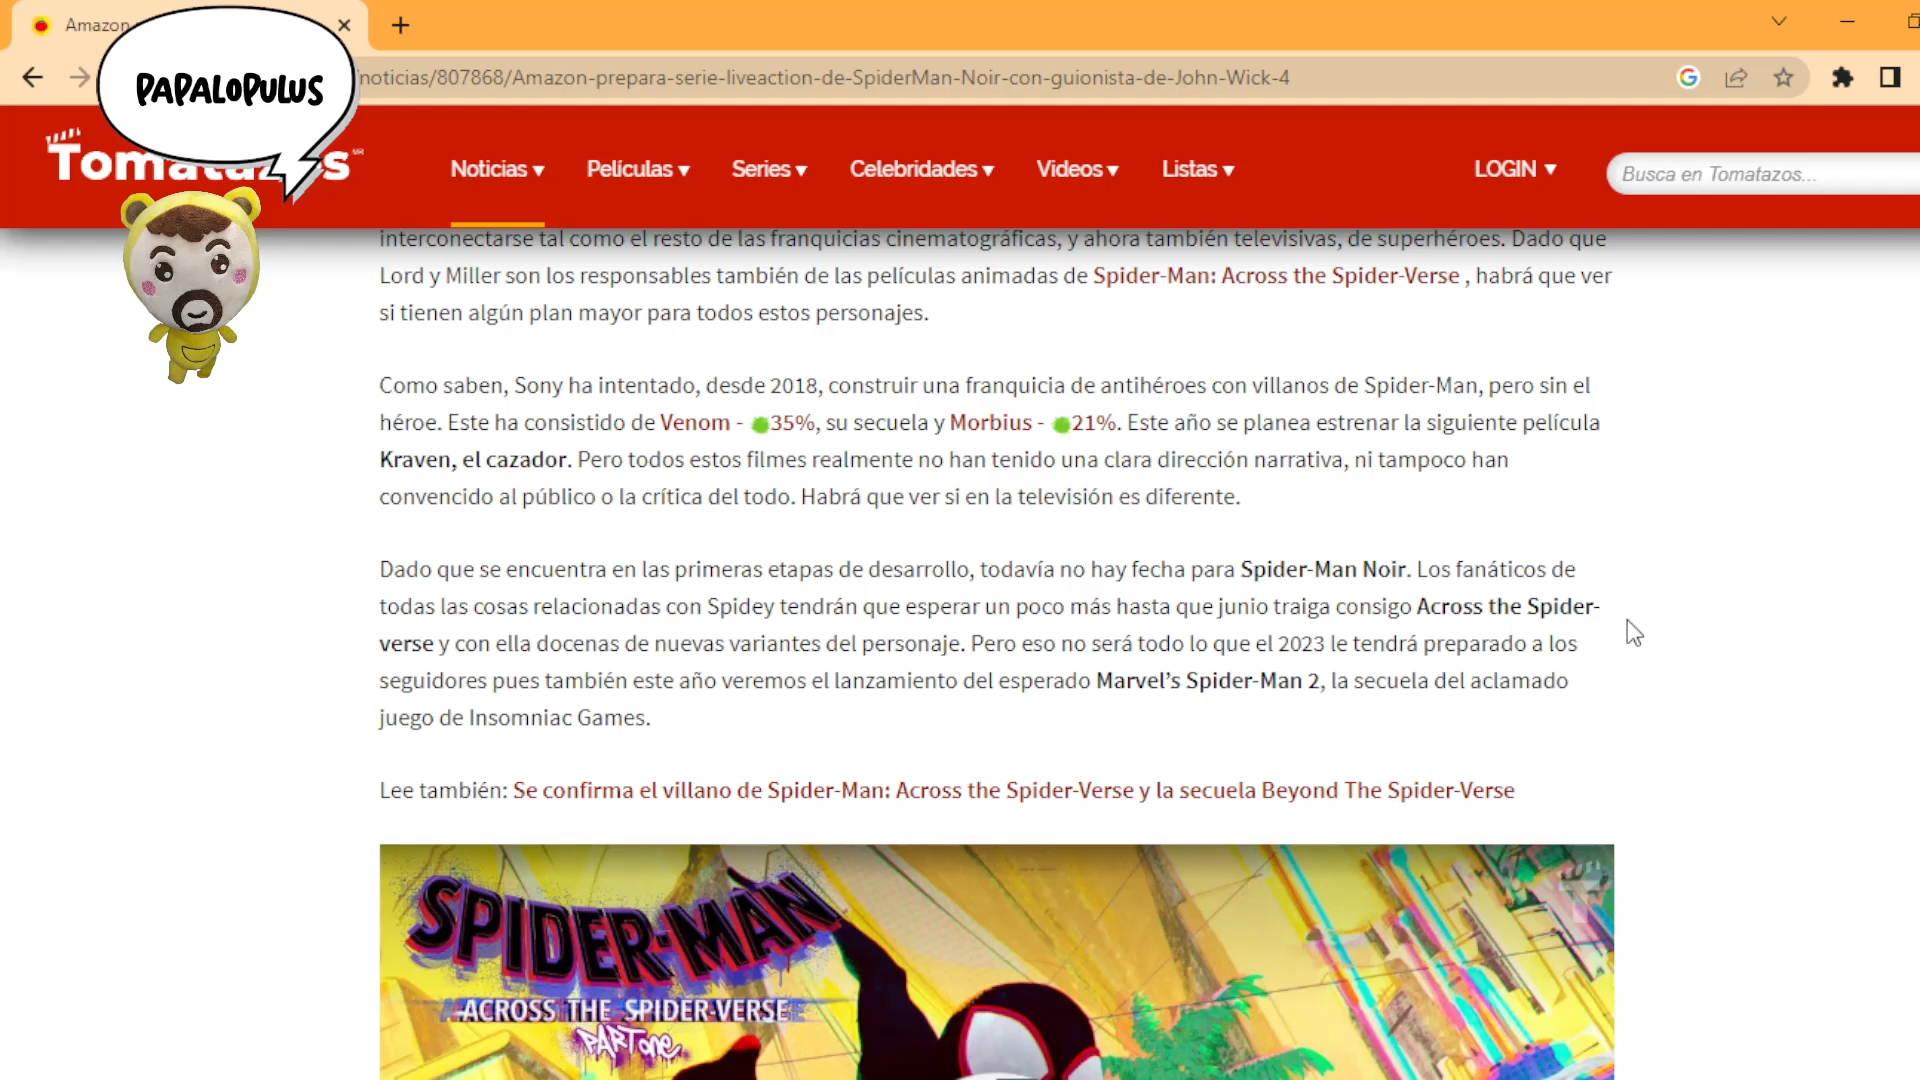 Amazon
PAPALOPULUS
noticias/807868/Amazon-prepara-serie-liveaction-de-SpiderMan-Noir-con-guionista-de-John-Wick-4
Noticias ▾ Películas ▾ Series ▾ Celebridades ▾ Videos ▾ Listas ▾ LOGIN ▾ Busca en Tomatazos...
interconectarse tal como el resto de las franquicias cinematográficas, y ahora también televisivas, de superhéroes. Dado que
Lord y Miller son los responsables también de las películas animadas de Spider-Man: Across the Spider-Verse , habrá que ver
si tienen algún plan mayor para todos estos personajes.
Como saben, Sony ha intentado, desde 2018, construir una franquicia de antihéroes con villanos de Spider-Man, pero sin el
héroe. Este ha consistido de Venom - 35%, su secuela y Morbius - 21%. Este año se planea estrenar la siguiente película
Kraven, el cazador. Pero todos estos filmes realmente no han tenido una clara dirección narrativa, ni tampoco han
convencido al público o la crítica del todo. Habrá que ver si en la televisión es diferente.
Dado que se encuentra en las primeras etapas de desarrollo, todavía no hay fecha para Spider-Man Noir. Los fanáticos de
todas las cosas relacionadas con Spidey tendrán que esperar un poco más hasta que junio traiga consigo Across the Spider-
verse y con ella docenas de nuevas variantes del personaje. Pero eso no será todo lo que el 2023 le tendrá preparado a los
seguidores pues también este año veremos el lanzamiento del esperado Marvel’s Spider-Man 2, la secuela del aclamado
juego de Insomniac Games.
Lee también: Se confirma el villano de Spider-Man: Across the Spider-Verse y la secuela Beyond The Spider-Verse
SPIDER-MAN
ACROSS THE SPIDER-VERSE
PART one